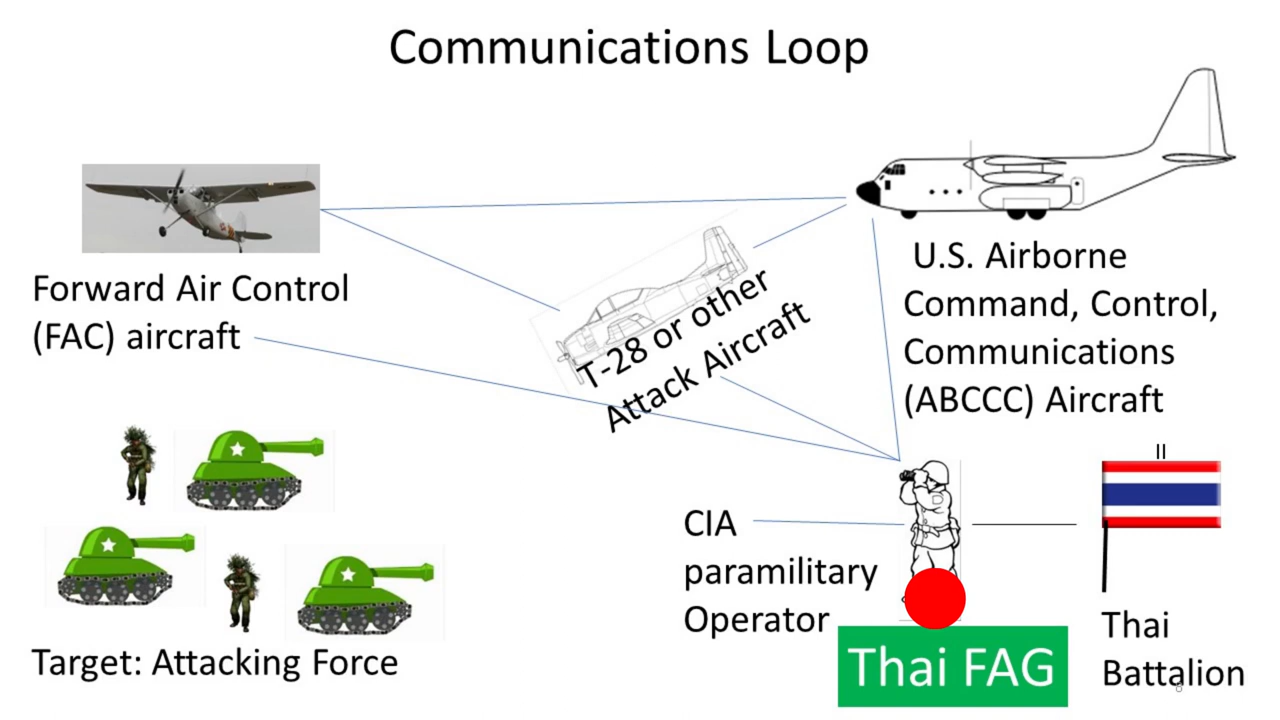 Communications Loop
Forward Air Control
(FAC) aircraft
T-28 or other
Attack Aircraft
U.S. Airborne
Command, Control,
Communications
(ABCCC) Aircraft
II
CIA
paramilitary
Operator
Thai FAG
Thai
Battalion
Target: Attacking Force
8